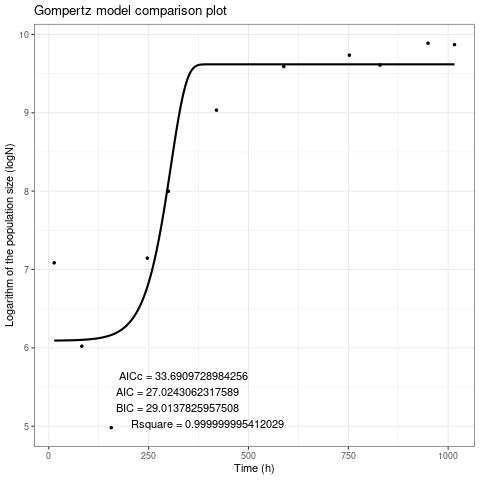 Gompertz model comparison plot
Logarithm of the population size (logN)
10
9
8
7
6
5
AICc = 33.6909728984256
AIC = 27.0243062317589
BIC = 29.0137825957508
Rsquare = 0.999999995412029
0 250 500 750 1000
Time (h)